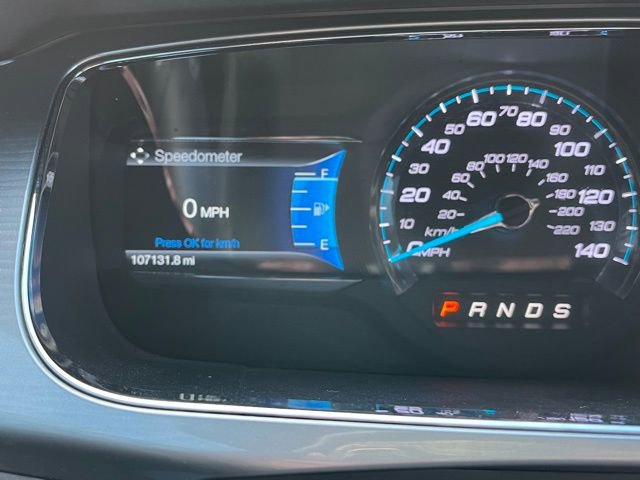 Speedometer
F
0 MPH
E
Press OK for km/h
107131.8 mi
0 10 20 30 40 50 60 70 80 90 100 110 120 130 140
20 40 60 80 100 120 140 160 180 200 220
km/h
MPH
P R N D S